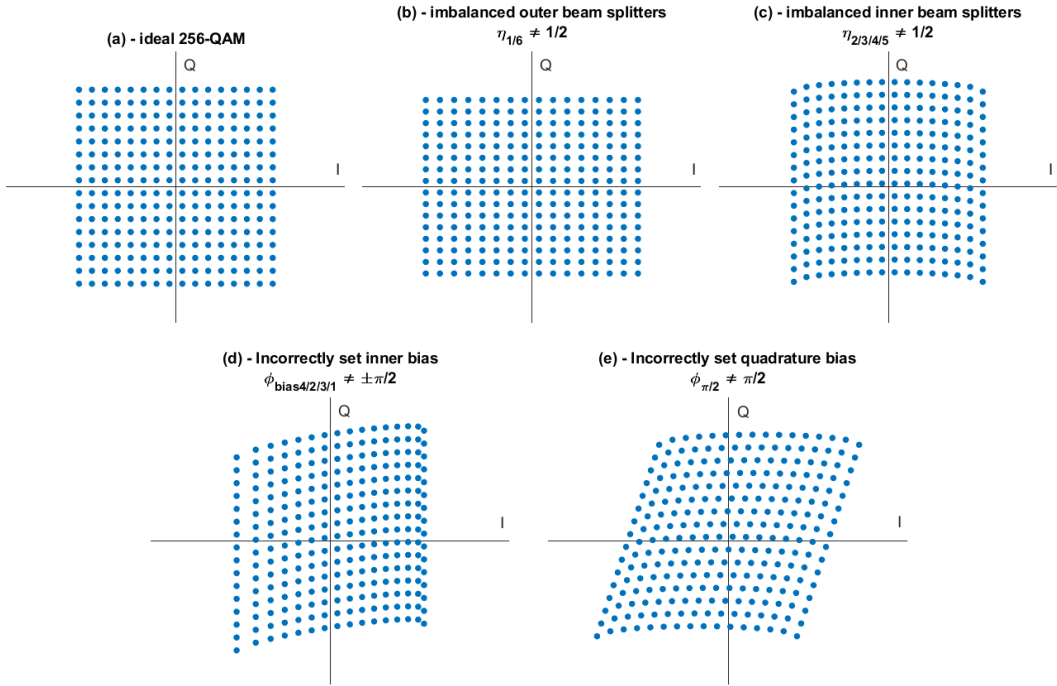 (a) - ideal 256-QAM
Q
I
(b) - imbalanced outer beam splitters
η1/6 ≠ 1/2
Q
I
(c) - imbalanced inner beam splitters
η2/3/4/5 ≠ 1/2
Q
I
(d) - Incorrectly set inner bias
ϕbias4/2/3/1 ≠ ±π/2
Q
I
(e) - Incorrectly set quadrature bias
ϕπ/2 ≠ π/2
Q
I